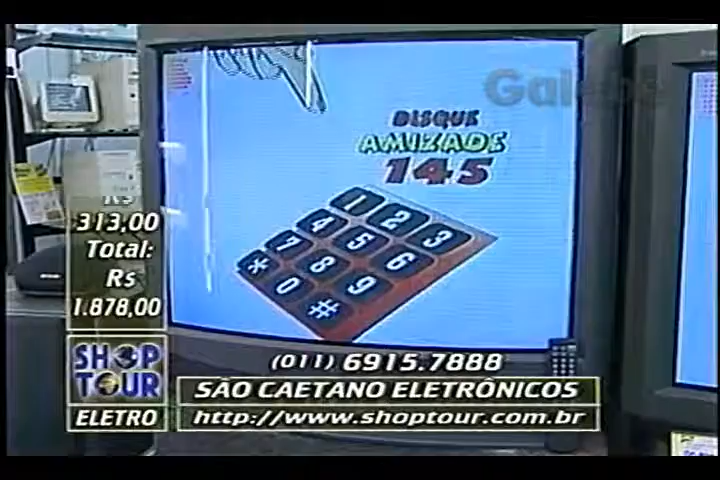 DISQUE
AMIZADE
145
1 2 3
4 5 6
7 8 9
* 0 #
R$
313,00
Total:
R$
1.878,00
SHOP
TOUR
ELETRO
(011) 6915.7888
SÃO CAETANO ELETRÔNICOS
http://www.shoptour.com.br